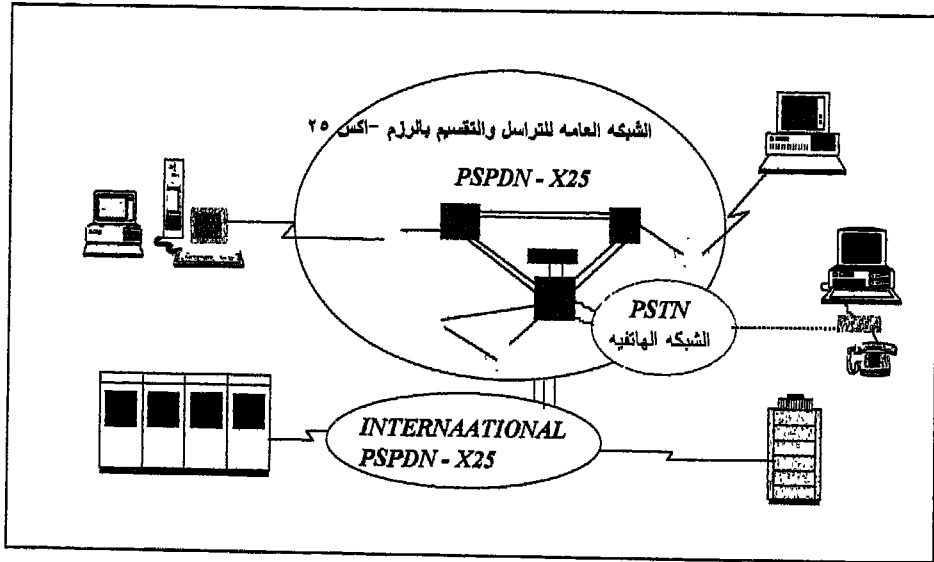 الشبكه العامه للتراسل والتقسيم بالرزم -اكس ٢٥
PSPDN - X25
PSTN
الشبكه الهاتفيه
INTERNAATIONAL
PSPDN - X25